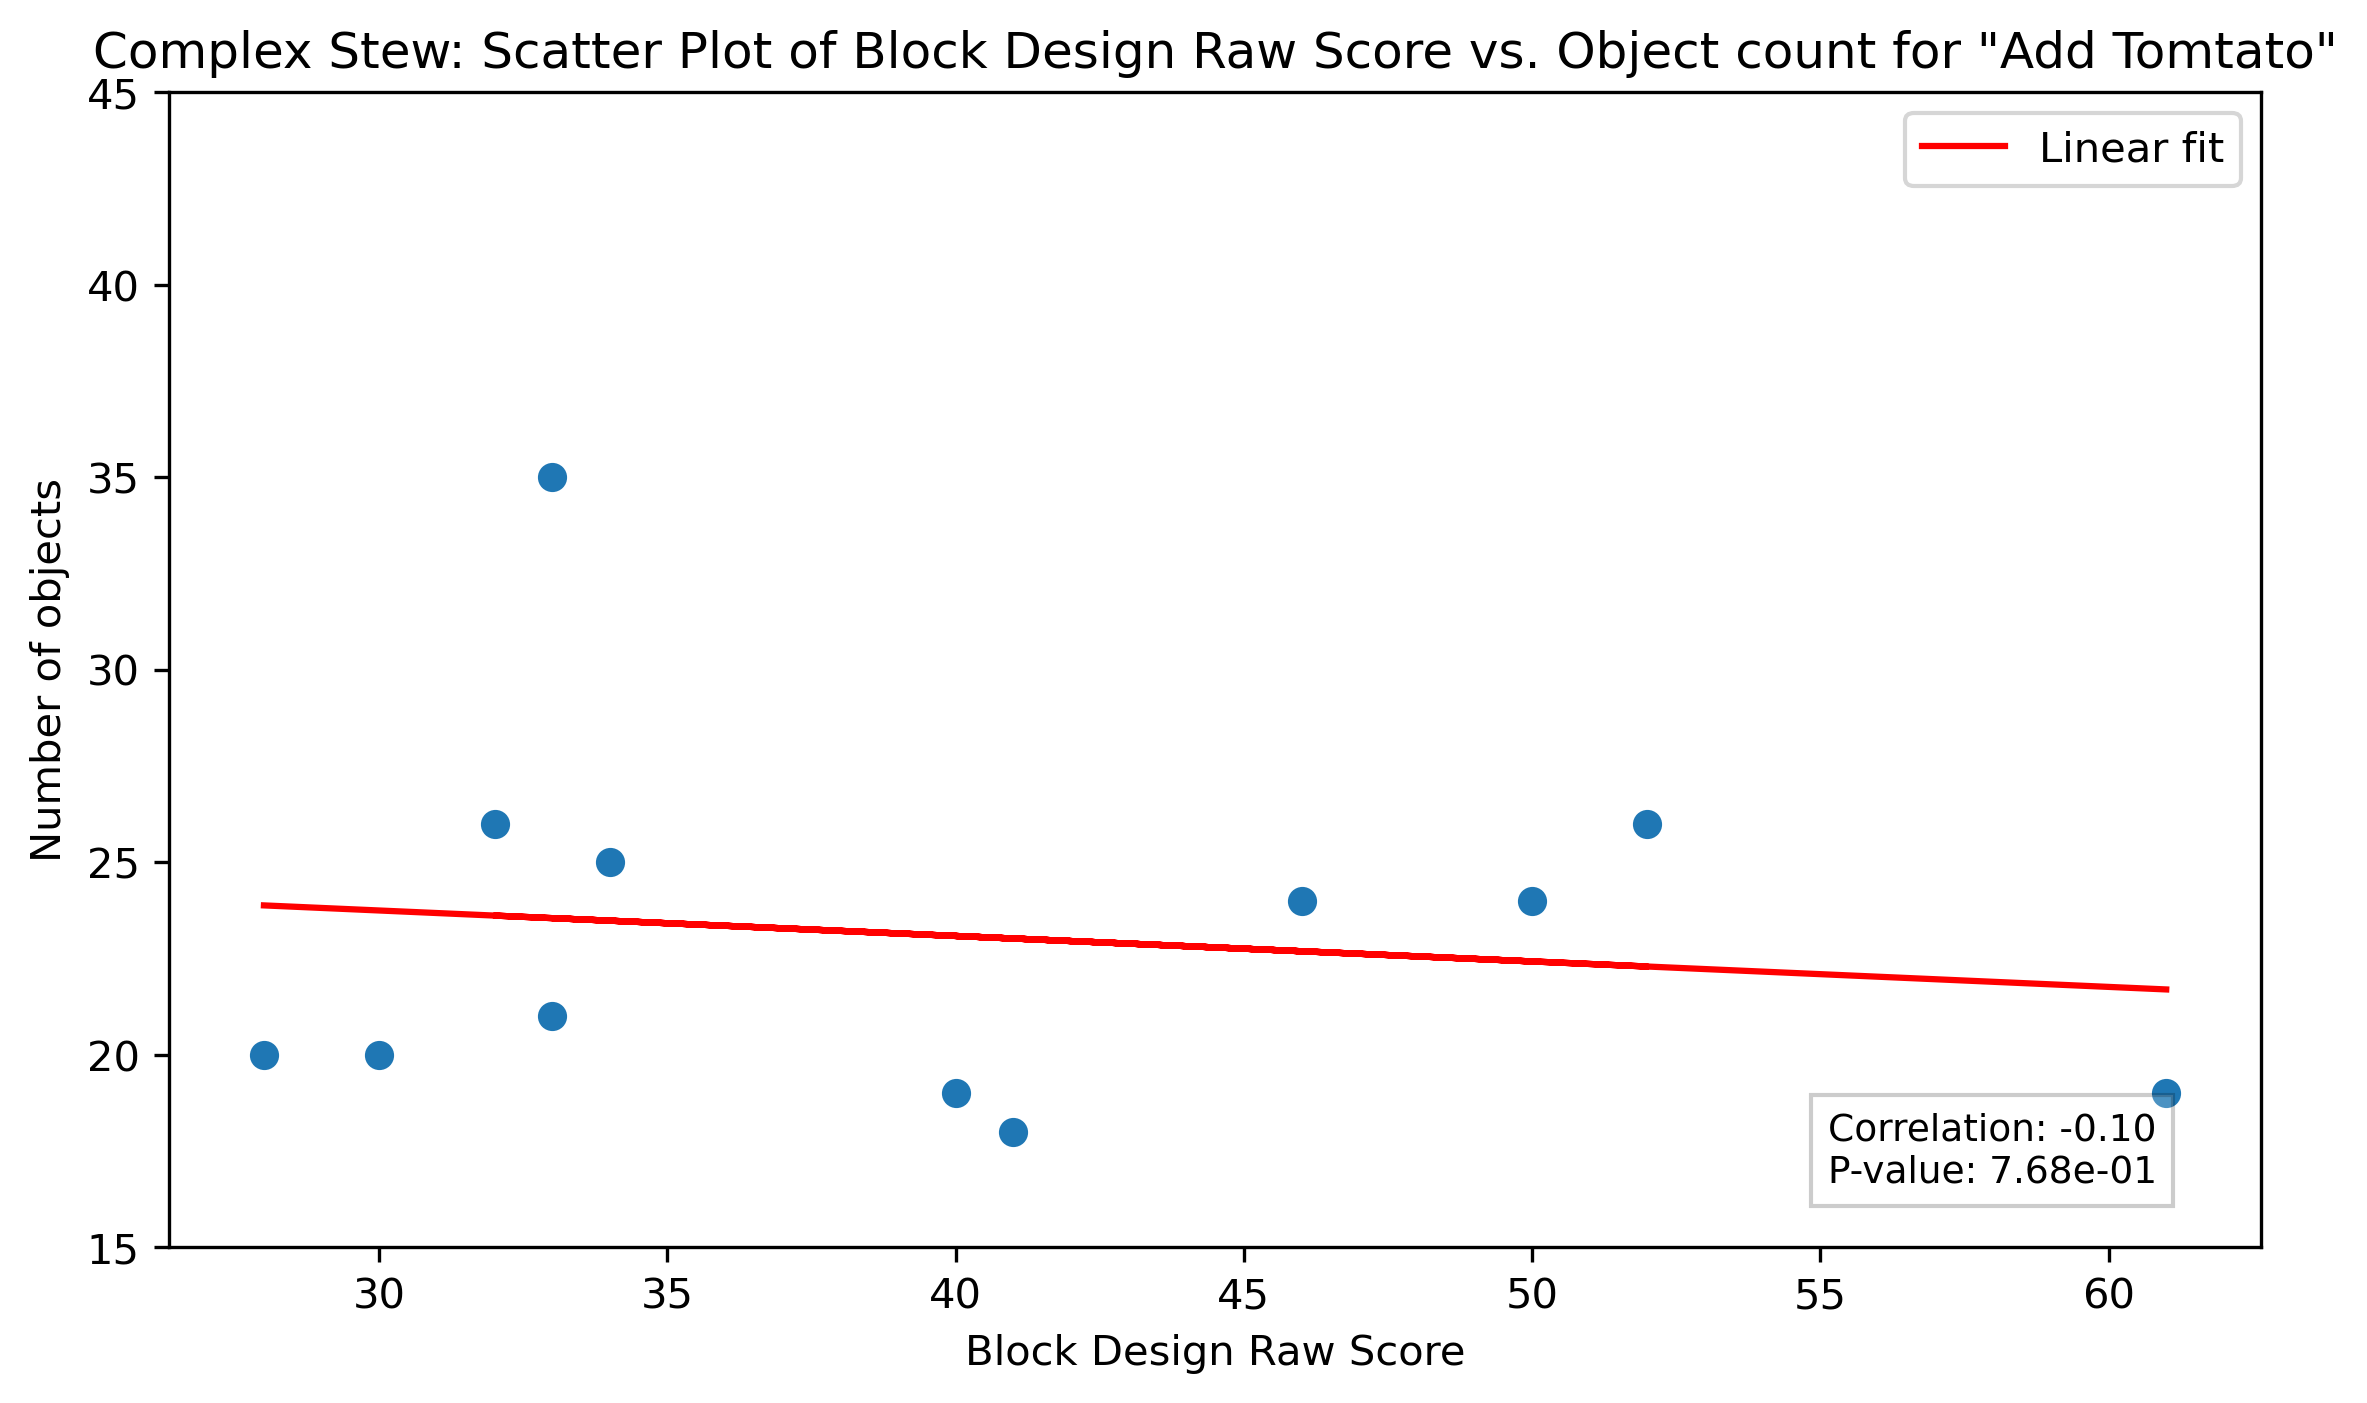 Complex Stew: Scatter Plot of Block Design Raw Score vs. Object count for "Add Tomtato"
45
40
35
30
25
20
15
Number of objects
Linear fit
Correlation: -0.10
P-value: 7.68e-01
30 35 40 45 50 55 60
Block Design Raw Score